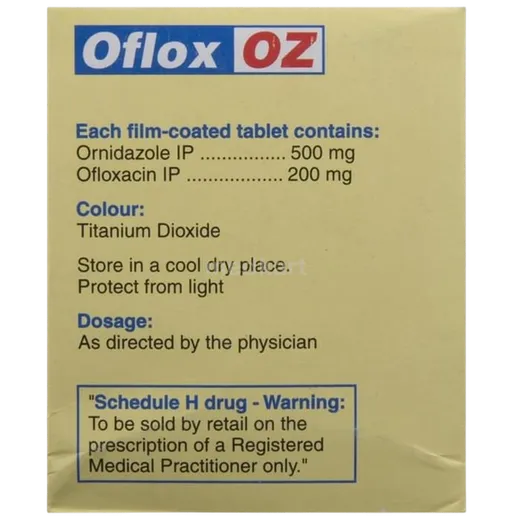 Oflox OZ
Each film-coated tablet contains:
Ornidazole IP ................ 500 mg
Ofloxacin IP .................. 200 mg
Colour:
Titanium Dioxide
Store in a cool dry place.
Protect from light
Dosage:
As directed by the physician
"Schedule H drug - Warning:
To be sold by retail on the
prescription of a Registered
Medical Practitioner only."